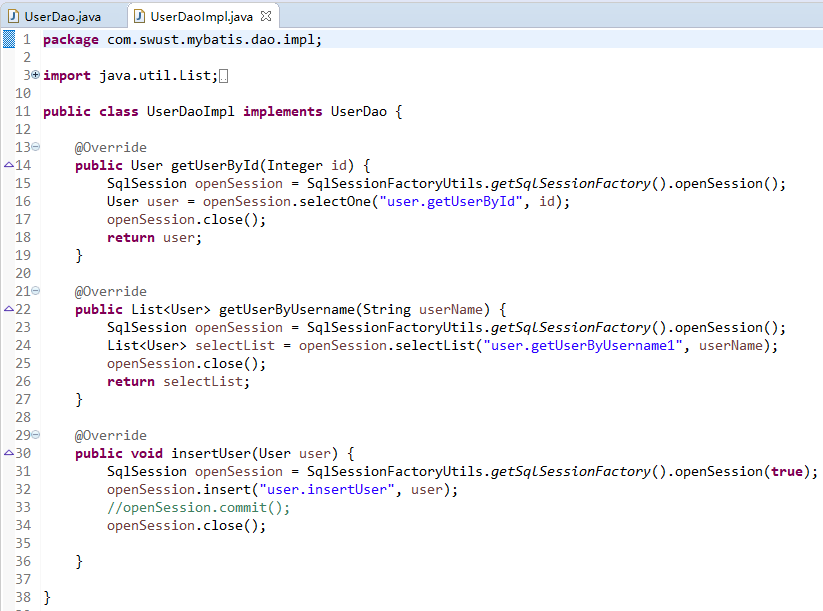 UserDao.java UserDaoImpl.java
1 package com.swust.mybatis.dao.impl;
2
3 import java.util.List;
10
11 public class UserDaoImpl implements UserDao {
12
13     @Override
14     public User getUserById(Integer id) {
15         SqlSession openSession = SqlSessionFactoryUtils.getSqlSessionFactory().openSession();
16         User user = openSession.selectOne("user.getUserById", id);
17         openSession.close();
18         return user;
19     }
20
21     @Override
22     public List<User> getUserByUsername(String userName) {
23         SqlSession openSession = SqlSessionFactoryUtils.getSqlSessionFactory().openSession();
24         List<User> selectList = openSession.selectList("user.getUserByUsername1", userName);
25         openSession.close();
26         return selectList;
27     }
28
29     @Override
30     public void insertUser(User user) {
31         SqlSession openSession = SqlSessionFactoryUtils.getSqlSessionFactory().openSession(true);
32         openSession.insert("user.insertUser", user);
33         //openSession.commit();
34         openSession.close();
35
36     }
37
38 }